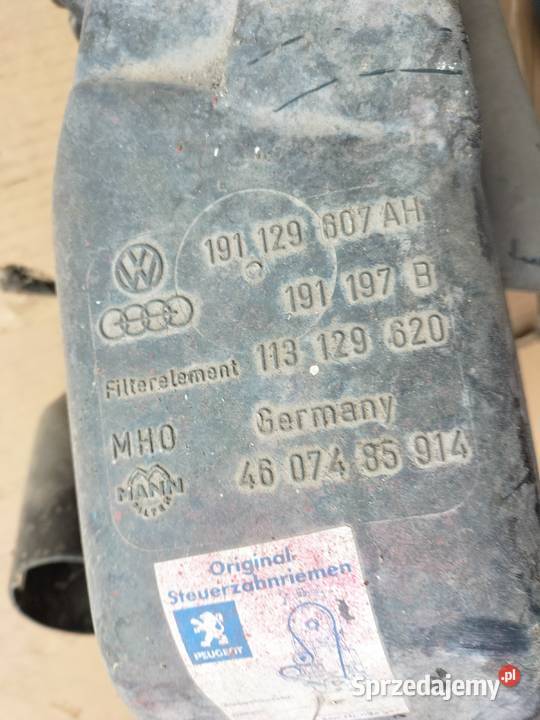 191 129 607 AH
191 197 B
Filterelement 113 129 620
MHO Germany
MANN FILTER 46 074 85 914
Original-
Steuerzahnriemen
PEUGEOT
Sprzedajemy.pl